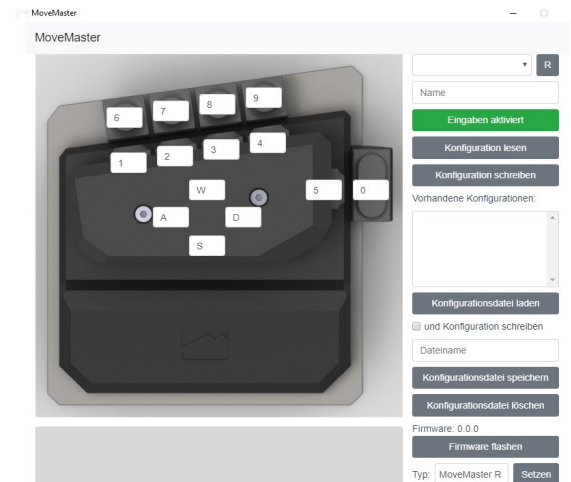 MoveMaster
MoveMaster
6
7
8
9
1
2
3
4
W
5
0
A
D
S
R
Name
Eingaben aktiviert
Konfiguration lesen
Konfiguration schreiben
Vorhandene Konfigurationen:
Konfigurationsdatei laden
und Konfiguration schreiben
Dateiname
Konfigurationsdatei speichern
Konfigurationsdatei löschen
Firmware: 0.0.0
Firmware flashen
Typ: MoveMaster R Setzen